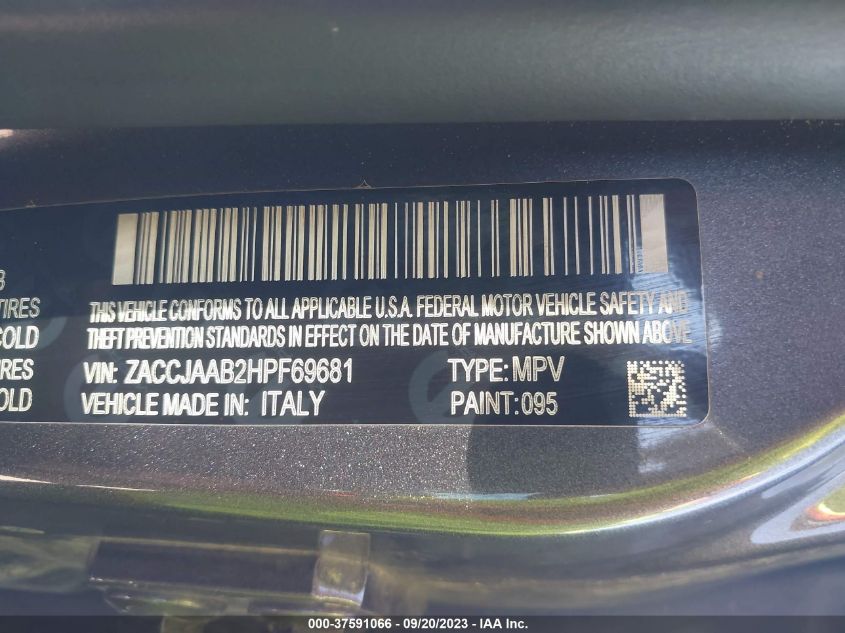 THIS VEHICLE CONFORMS TO ALL APPLICABLE U.S.A. FEDERAL MOTOR VEHICLE SAFETY AND
TIRES
THEFT PREVENTION STANDARDS IN EFFECT ON THE DATE OF MANUFACTURE SHOWN ABOVE
COLD
VIN: ZACCJAAB2HPF69681 TYPE: MPV
VEHICLE MADE IN: ITALY PAINT: 095
000-37591066 - 09/20/2023 - IAA Inc.